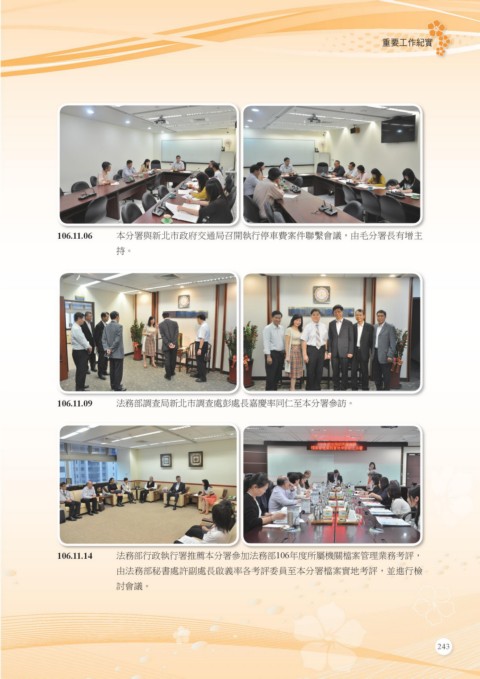 重要工作紀實
106.11.06 本分署與新北市政府交通局召開執行停車費案件聯繫會議，由毛分署長有增主
持。
106.11.09 法務部調查局新北市調查處彭處長嘉慶率同仁至本分署參訪。
106.11.14 法務部行政執行署推薦本分署參加法務部106年度所屬機關檔案管理業務考評，
由法務部秘書處許副處長啟義率各考評委員至本分署檔案實地考評，並進行檢
討會議。
243